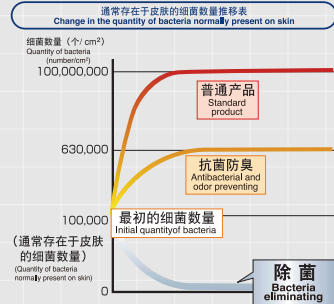 通常存在于皮肤的细菌数量推移表
Change in the quantity of bacteria normally present on skin
细菌数量（个/ cm²）
Quantity of bacteria
(number/cm²)
100,000,000
普通产品
Standard
product
630,000
抗菌防臭
Antibacterial and
odor preventing
100,000
最初的细菌数量
Initial quantityof bacteria
（通常存在于皮肤
的细菌数量）
(Quantity of bacteria
normally present on skin)
0
除菌
Bacteria
eliminating